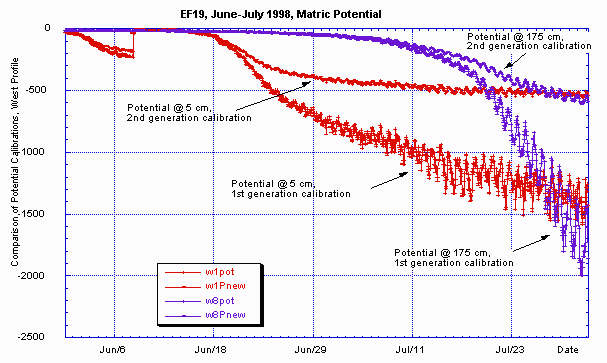 EF19, June-July 1998, Matric Potential
Comparison of Potential Calibrations, West Profile
0
-500
-1000
-1500
-2000
-2500
Potential @ 175 cm,
2nd generation calibration
Potential @ 5 cm,
2nd generation calibration
Potential @ 5 cm,
1st generation calibration
Potential @ 175 cm,
1st generation calibration
w1pot
w1Pnew
w8pot
w8Pnew
Jun/6
Jun/18
Jun/29
Jul/11
Jul/23
Date